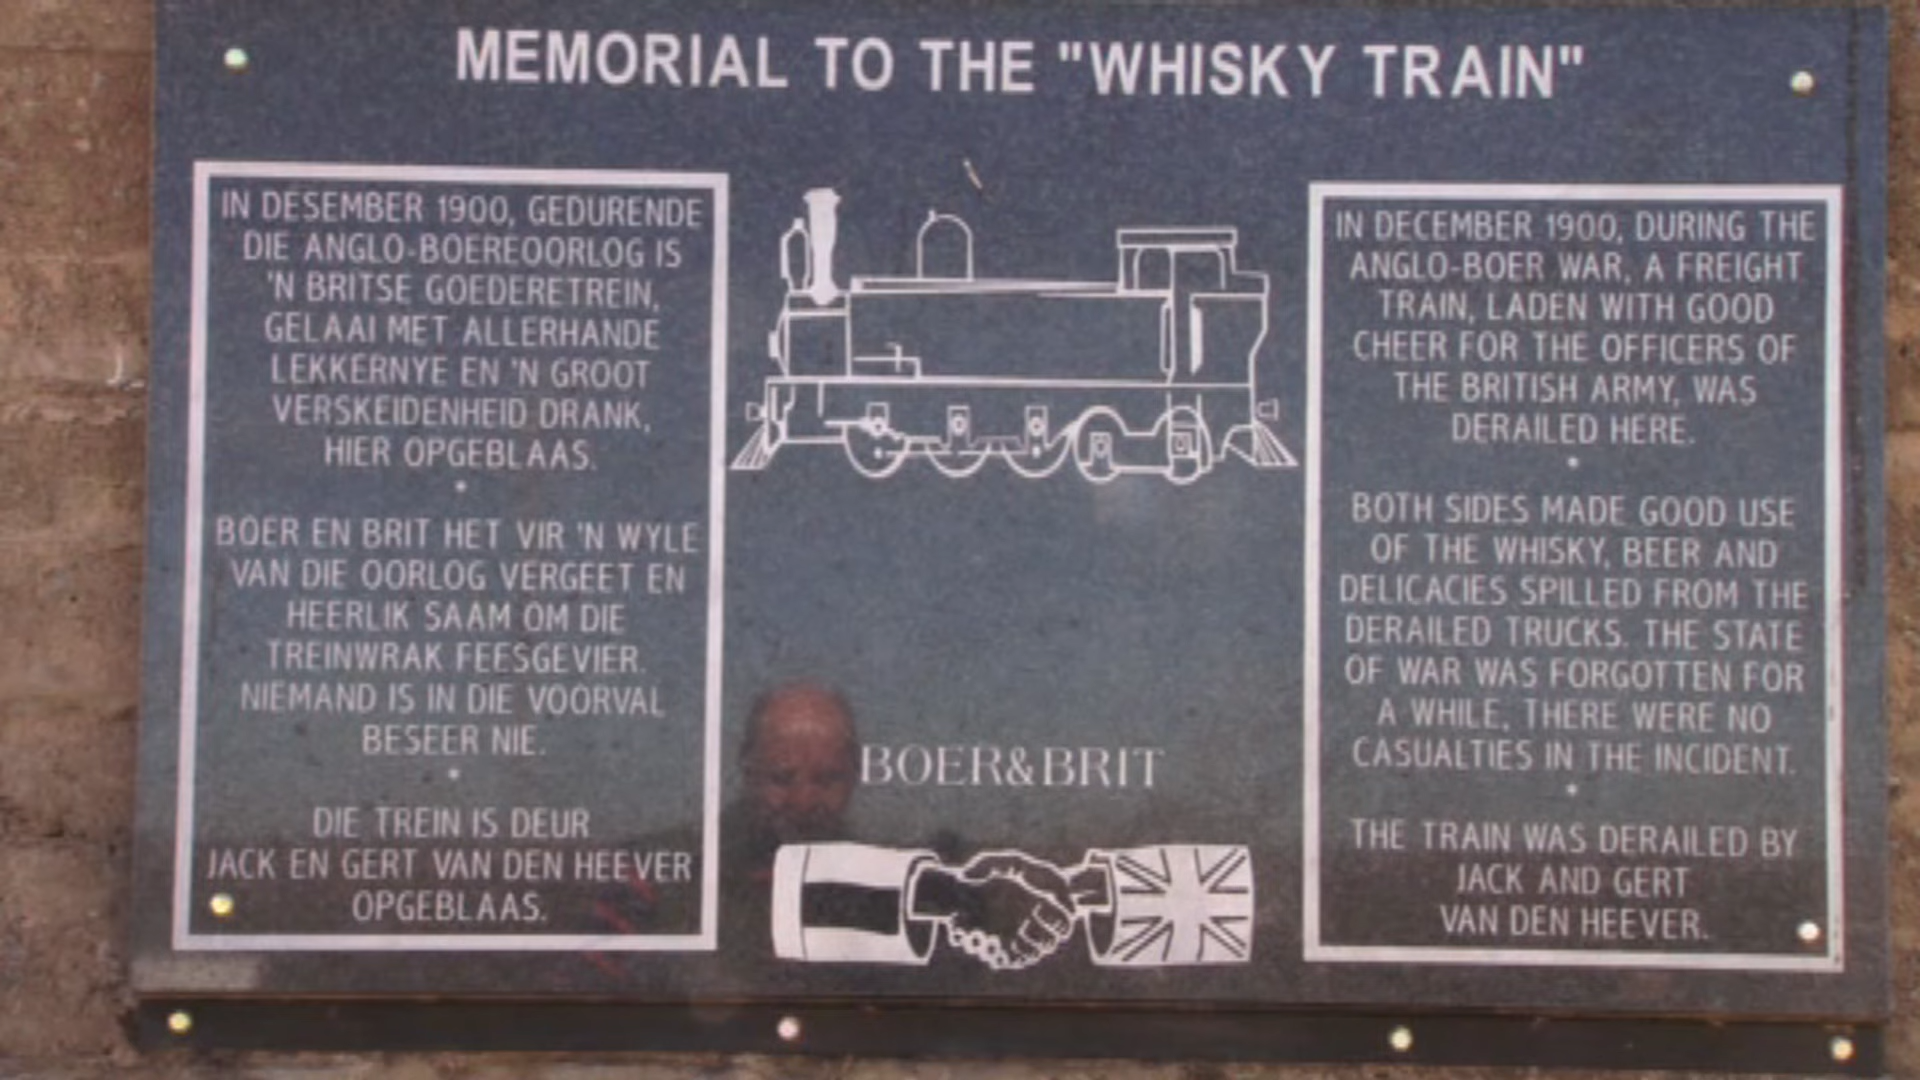 MEMORIAL TO THE "WHISKY TRAIN"
IN DESEMBER 1900, GEDURENDE
DIE ANGLO-BOEREOORLOG IS
'N BRITSE GOEDERETREIN,
GELAAI MET ALLERHANDE
LEKKERNYE EN 'N GROOT
VERSKEIDENHEID DRANK,
HIER OPGEBLAAS.
BOER EN BRIT HET VIR 'N WYLE
VAN DIE OORLOG VERGEET EN
HEERLIK SAAM OM DIE
TREINWRAK FEESGEVIER.
NIEMAND IS IN DIE VOORVAL
BESEER NIE.
DIE TREIN IS DEUR
JACK EN GERT VAN DEN HEEVER
OPGEBLAAS.
BOER&BRIT
IN DECEMBER 1900, DURING THE
ANGLO-BOER WAR, A FREIGHT
TRAIN, LADEN WITH GOOD
CHEER FOR THE OFFICERS OF
THE BRITISH ARMY, WAS
DERAILED HERE.
BOTH SIDES MADE GOOD USE
OF THE WHISKY, BEER AND
DELICACIES SPILLED FROM THE
DERAILED TRUCKS. THE STATE
OF WAR WAS FORGOTTEN FOR
A WHILE, THERE WERE NO
CASUALTIES IN THE INCIDENT.
THE TRAIN WAS DERAILED BY
JACK AND GERT
VAN DEN HEEVER.